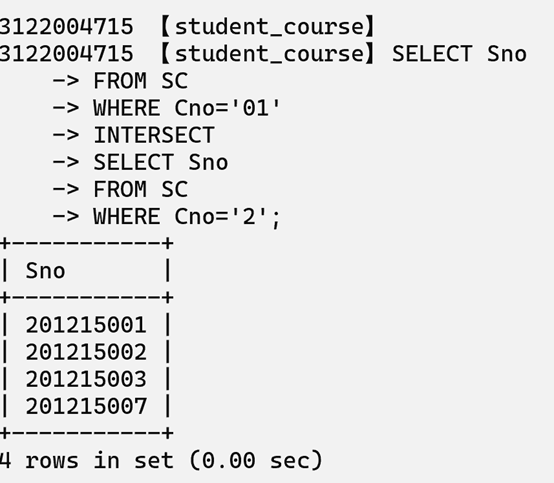 3122004715 【student_course】
3122004715 【student_course】SELECT Sno
    -> FROM SC
    -> WHERE Cno='01'
    -> INTERSECT
    -> SELECT Sno
    -> FROM SC
    -> WHERE Cno='2';
+-----------+
| Sno       |
+-----------+
| 201215001 |
| 201215002 |
| 201215003 |
| 201215007 |
+-----------+
4 rows in set (0.00 sec)